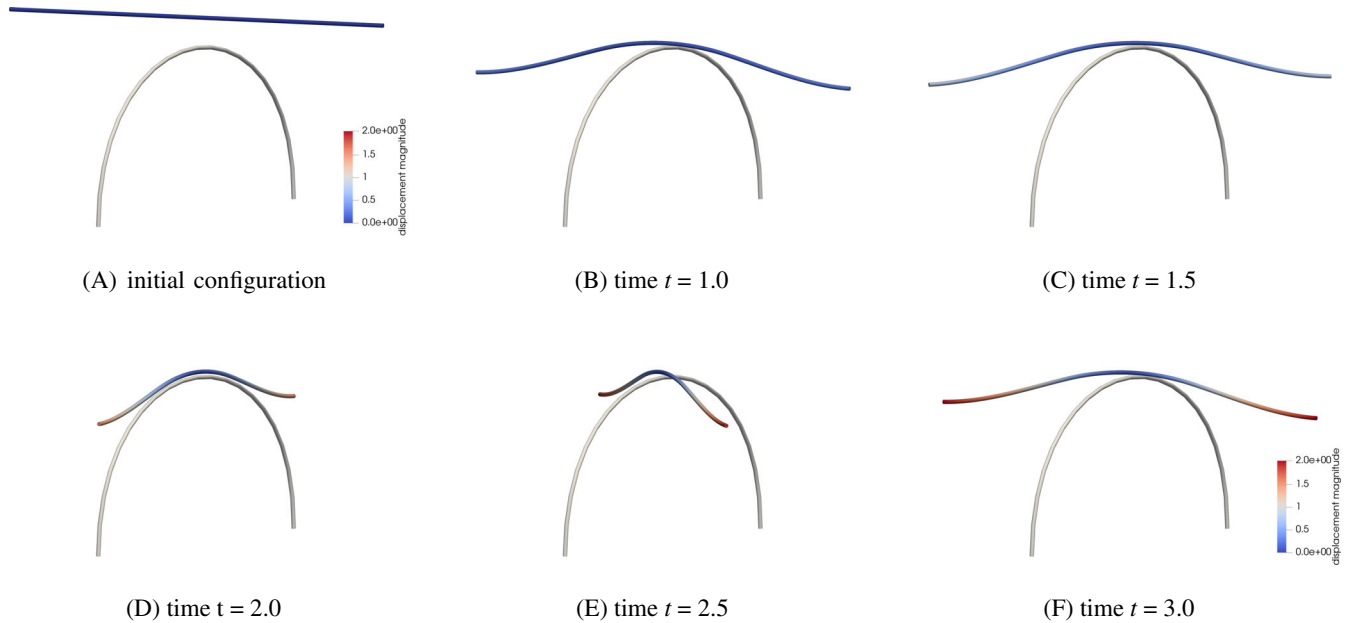 2.0e+00
1.5
1
0.5
0.0e+00
displacement magnitude
(A) initial configuration
(B) time t = 1.0
(C) time t = 1.5
2.0e+00
1.5
1
0.5
0.0e+00
displacement magnitude
(D) time t = 2.0
(E) time t = 2.5
(F) time t = 3.0